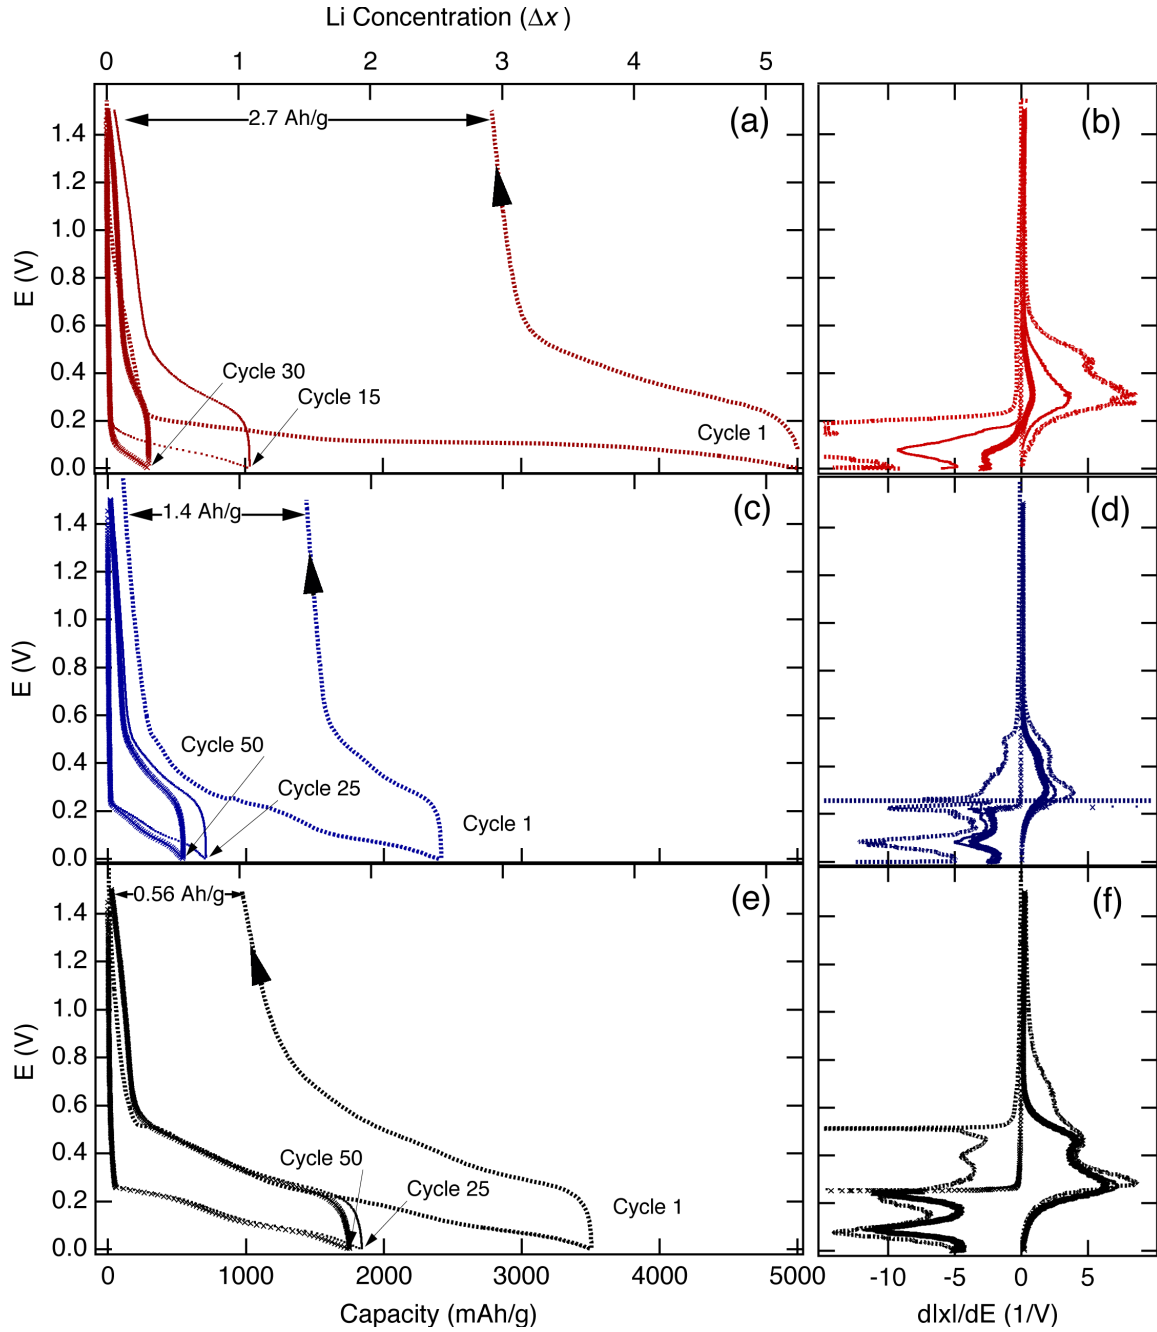 Li Concentration (Δx)
0 1 2 3 4 5
E (V)
1.4
1.2
1.0
0.8
0.6
0.4
0.2
0.0
2.7 Ah/g
(a)
Cycle 30
Cycle 15
Cycle 1
(b)
E (V)
1.4
1.2
1.0
0.8
0.6
0.4
0.2
0.0
1.4 Ah/g
(c)
Cycle 50
Cycle 25
Cycle 1
(d)
E (V)
1.4
1.2
1.0
0.8
0.6
0.4
0.2
0.0
0.56 Ah/g
(e)
Cycle 50
Cycle 25
Cycle 1
(f)
0 1000 2000 3000 4000 5000
Capacity (mAh/g)
-10 -5 0 5
d|x|/dE (1/V)